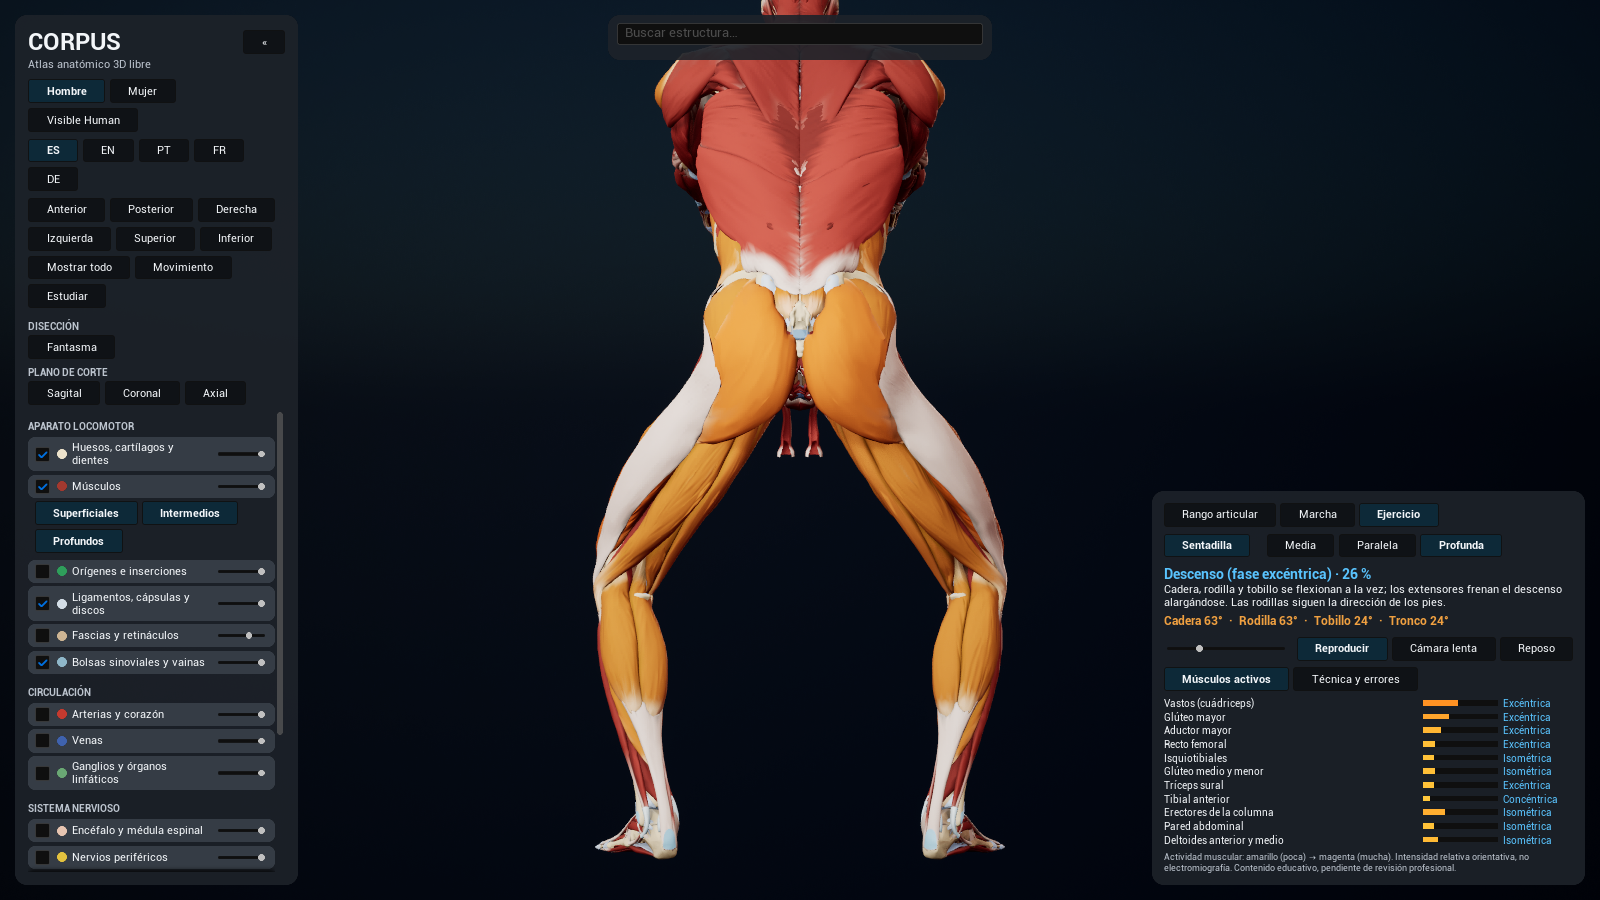 CORPUS
«
Atlas anatómico 3D libre
Hombre Mujer
Visible Human
ES EN PT FR
DE
Anterior Posterior Derecha
Izquierda Superior Inferior
Mostrar todo Movimiento
Estudiar
DISECCIÓN
Fantasma
PLANO DE CORTE
Sagital Coronal Axial
APARATO LOCOMOTOR
Huesos, cartílagos y
dientes
Músculos
Superficiales Intermedios
Profundos
Orígenes e inserciones
Ligamentos, cápsulas y
discos
Fascias y retináculos
Bolsas sinoviales y vainas
CIRCULACIÓN
Arterias y corazón
Venas
Ganglios y órganos
linfáticos
SISTEMA NERVIOSO
Encéfalo y médula espinal
Nervios periféricos
Buscar estructura...
Rango articular Marcha Ejercicio
Sentadilla Media Paralela Profunda
Descenso (fase excéntrica) · 26 %
Cadera, rodilla y tobillo se flexionan a la vez; los extensores frenan el descenso
alargándose. Las rodillas siguen la dirección de los pies.
Cadera 63° · Rodilla 63° · Tobillo 24° · Tronco 24°
Reproducir Cámara lenta Reposo
Músculos activos Técnica y errores
Vastos (cuádriceps) Excéntrica
Glúteo mayor Excéntrica
Aductor mayor Excéntrica
Recto femoral Excéntrica
Isquiotibiales Isométrica
Glúteo medio y menor Isométrica
Tríceps sural Excéntrica
Tibial anterior Concéntrica
Erectores de la columna Isométrica
Pared abdominal Isométrica
Deltoides anterior y medio Isométrica
Actividad muscular: amarillo (poca) → magenta (mucha). Intensidad relativa orientativa, no
electromiografía. Contenido educativo, pendiente de revisión profesional.